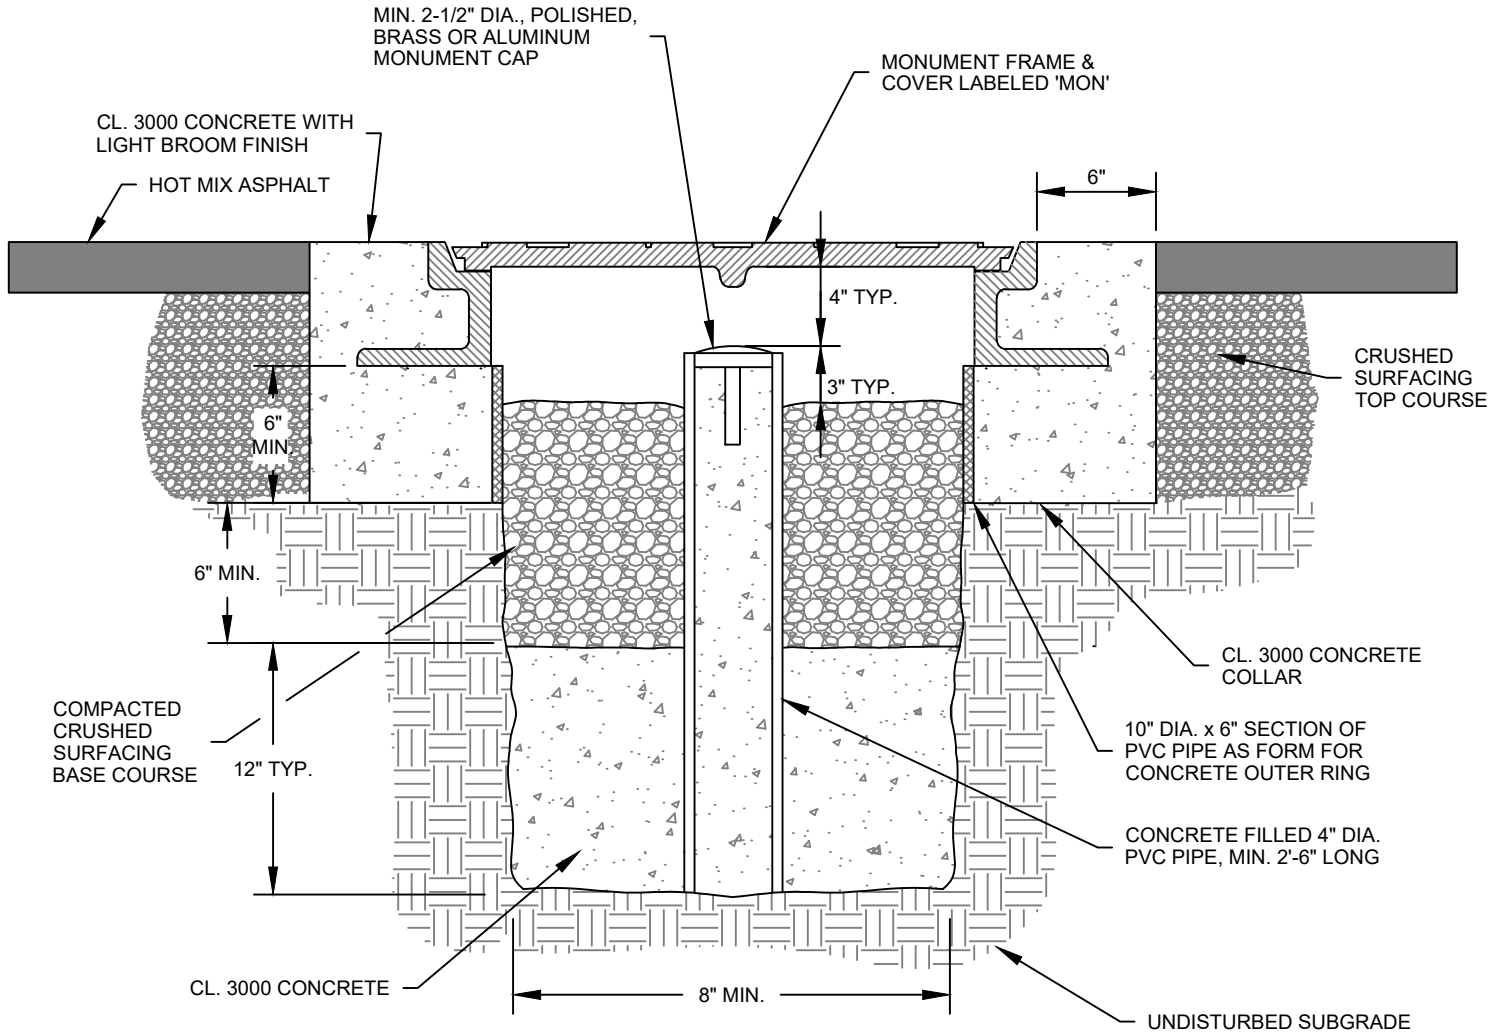 MIN. 2-1/2" DIA., POLISHED,
BRASS OR ALUMINUM
MONUMENT CAP
MONUMENT FRAME &
COVER LABELED 'MON'
CL. 3000 CONCRETE WITH
LIGHT BROOM FINISH
HOT MIX ASPHALT
6"
4" TYP.
CRUSHED
SURFACING
TOP COURSE
3" TYP.
6"
MIN.
6" MIN.
CL. 3000 CONCRETE
COLLAR
COMPACTED
CRUSHED
SURFACING
BASE COURSE
12" TYP.
10" DIA. x 6" SECTION OF
PVC PIPE AS FORM FOR
CONCRETE OUTER RING
CONCRETE FILLED 4" DIA.
PVC PIPE, MIN. 2'-6" LONG
CL. 3000 CONCRETE
8" MIN.
UNDISTURBED SUBGRADE